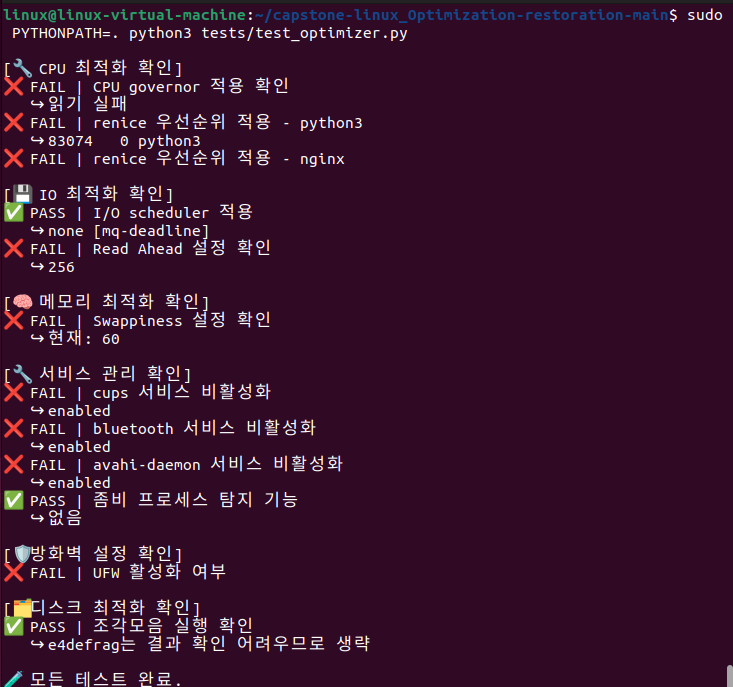 linux@linux-virtual-machine:~/capstone-linux_Optimization-restoration-main$ sudo
PYTHONPATH=. python3 tests/test_optimizer.py
[🔧 CPU 최적화 확인]
❌ FAIL | CPU governor 적용 확인
↪읽기 실패
❌ FAIL | renice 우선순위 적용 - python3
↪83074   0 python3
❌ FAIL | renice 우선순위 적용 - nginx
[💾 IO 최적화 확인]
✅ PASS | I/O scheduler 적용
↪none [mq-deadline]
❌ FAIL | Read Ahead 설정 확인
↪256
[🧠 메모리 최적화 확인]
❌ FAIL | Swappiness 설정 확인
↪현재: 60
[🔧 서비스 관리 확인]
❌ FAIL | cups 서비스 비활성화
↪enabled
❌ FAIL | bluetooth 서비스 비활성화
↪enabled
❌ FAIL | avahi-daemon 서비스 비활성화
↪enabled
✅ PASS | 좀비 프로세스 탐지 기능
↪없음
[🛡️방화벽 설정 확인]
❌ FAIL | UFW 활성화 여부
[🗂️디스크 최적화 확인]
✅ PASS | 조각모음 실행 확인
↪e4defrag는 결과 확인 어려우므로 생략
🧪 모든 테스트 완료.